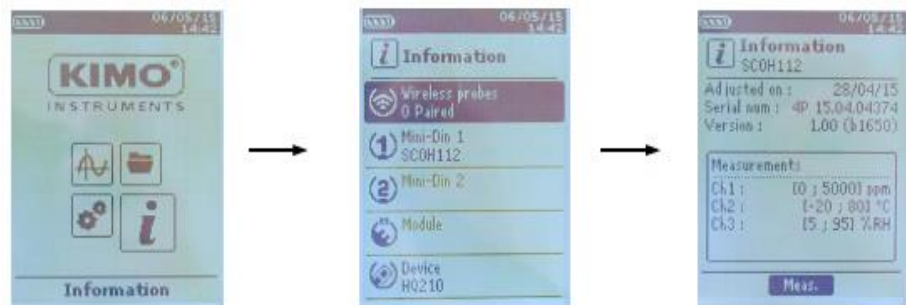 06/05/15
14:42
KIMO®
INSTRUMENTS
Information
06/05/15
14:42
i Information
Wireless probes
0 Paired
1 Mini-Din 1
SCOH112
2 Mini-Din 2
Module
Device
HQ210
06/05/15
14:42
i Information
SCOH112
Adjusted on : 28/04/15
Serial num : 4P 15.04.04374
Version : 1.00 (b1650)
Measurements
Ch1 : [0 ; 5000] ppm
Ch2 : [-20 ; 80] °C
Ch3 : [5 ; 95] %RH
Meas.